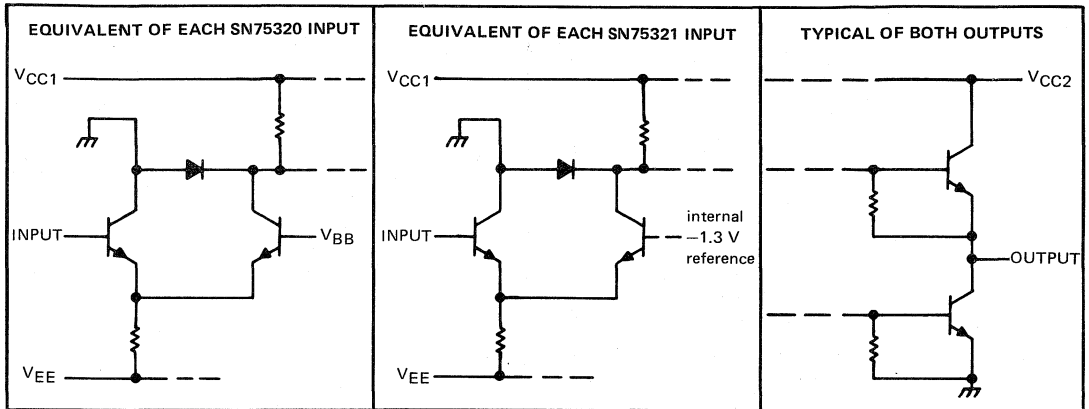 EQUIVALENT OF EACH SN75320 INPUT
VCC1
INPUT
VBB
VEE
EQUIVALENT OF EACH SN75321 INPUT
VCC1
INPUT
internal
–1.3 V
reference
VEE
TYPICAL OF BOTH OUTPUTS
VCC2
OUTPUT